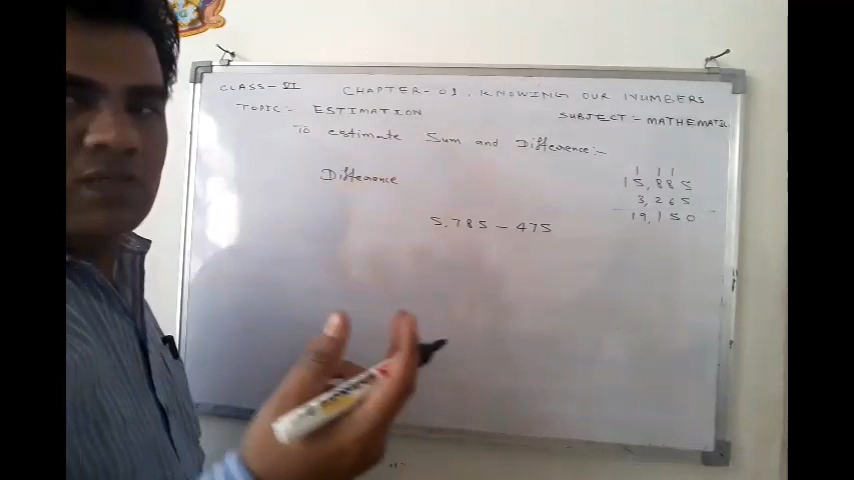 CLASS - VI CHAPTER - 01. KNOWING OUR NUMBERS
TOPIC :- ESTIMATION SUBJECT :- MATHEMATIC
To estimate Sum and Difference :-
Difference
1 1 1
15,885
3,265
19,150
5,785 - 475